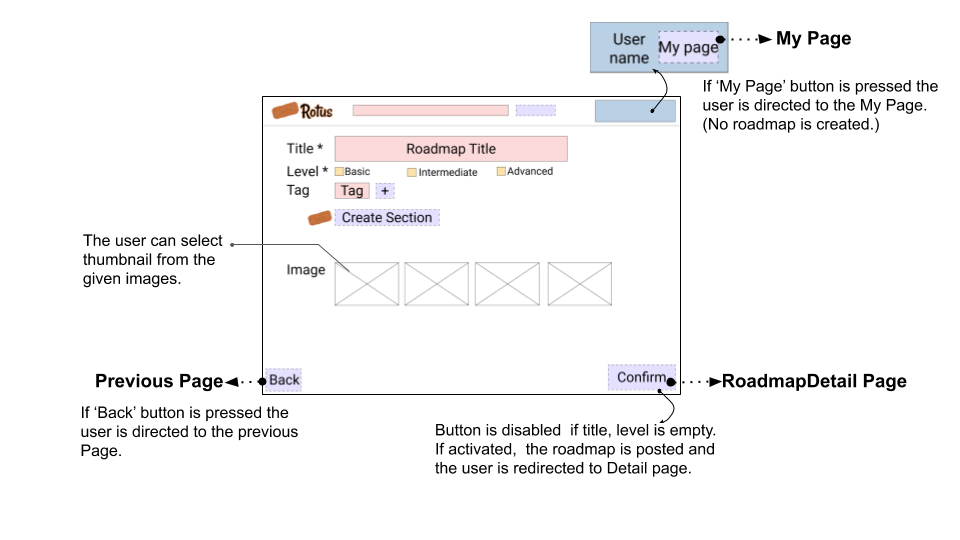 User
name
My page
My Page
If ‘My Page’ button is pressed the
user is directed to the My Page.
(No roadmap is created.)
Rotus
Title *
Roadmap Title
Level *
Basic
Intermediate
Advanced
Tag
Tag
+
Create Section
The user can select
thumbnail from the
given images.
Image
Previous Page
Back
Confirm
RoadmapDetail Page
If ‘Back’ button is pressed the
user is directed to the previous
Page.
Button is disabled  if title, level is empty.
If activated,  the roadmap is posted and
the user is redirected to Detail page.